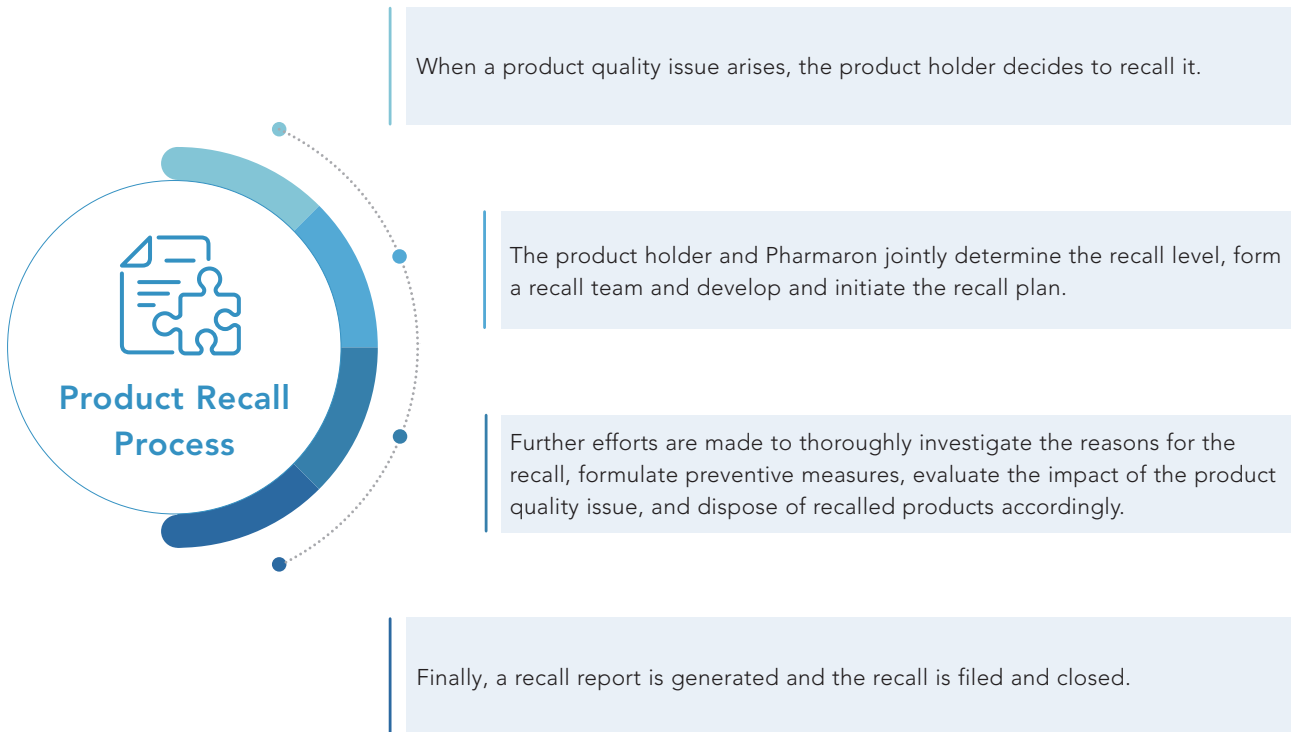 When a product quality issue arises, the product holder decides to recall it.
The product holder and Pharmaron jointly determine the recall level, form
a recall team and develop and initiate the recall plan.
Product Recall
Process
Further efforts are made to thoroughly investigate the reasons for the
recall, formulate preventive measures, evaluate the impact of the product
quality issue, and dispose of recalled products accordingly.
Finally, a recall report is generated and the recall is filed and closed.